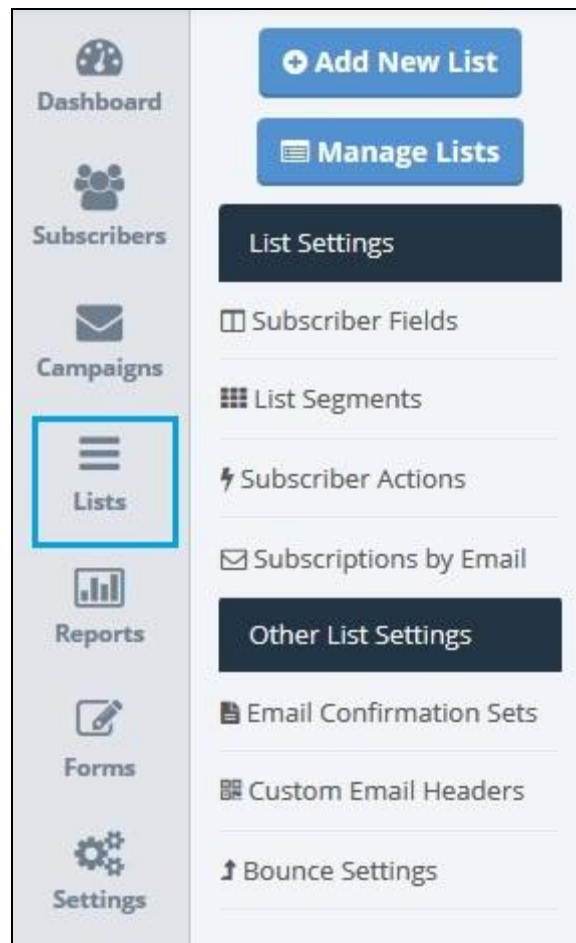 Dashboard
Subscribers
Campaigns
Lists
Reports
Forms
Settings
Add New List
Manage Lists
List Settings
Subscriber Fields
List Segments
Subscriber Actions
Subscriptions by Email
Other List Settings
Email Confirmation Sets
Custom Email Headers
Bounce Settings